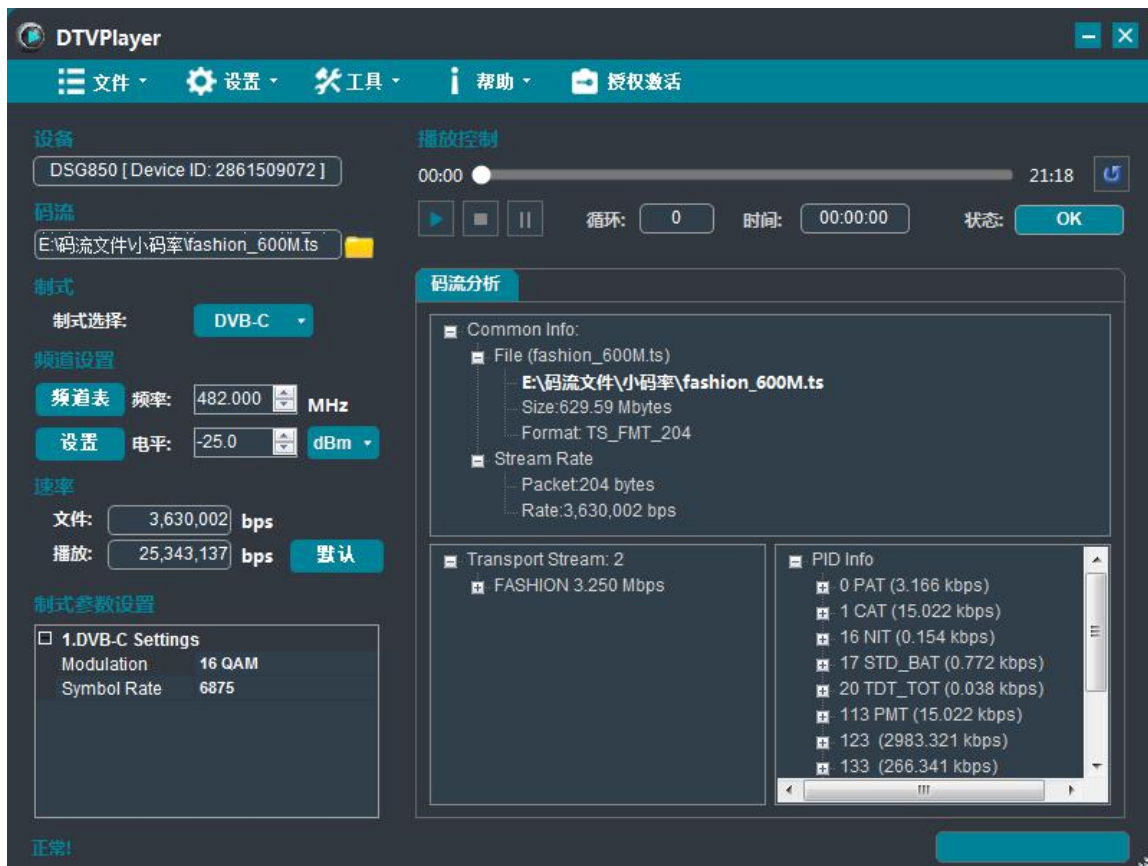 DTVPlayer
文件 设置 工具 帮助 授权激活
设备
DSG850 [ Device ID: 2861509072 ]
码流
E:\码流文件\小码率\fashion_600M.ts
制式
制式选择: DVB-C
频道设置
频道表 频率: 482.000 MHz
设置 电平: -25.0 dBm
速率
文件: 3,630,002 bps
播放: 25,343,137 bps 默认
制式参数设置
1.DVB-C Settings
Modulation 16 QAM
Symbol Rate 6875
播放控制
00:00 21:18
循环: 0 时间: 00:00:00 状态: OK
码流分析
Common Info:
File (fashion_600M.ts)
E:\码流文件\小码率\fashion_600M.ts
Size:629.59 Mbytes
Format: TS_FMT_204
Stream Rate
Packet:204 bytes
Rate:3,630,002 bps
Transport Stream: 2
FASHION 3.250 Mbps
PID Info
0 PAT (3.166 kbps)
1 CAT (15.022 kbps)
16 NIT (0.154 kbps)
17 STD_BAT (0.772 kbps)
20 TDT_TOT (0.038 kbps)
113 PMT (15.022 kbps)
123 (2983.321 kbps)
133 (266.341 kbps)
正常!